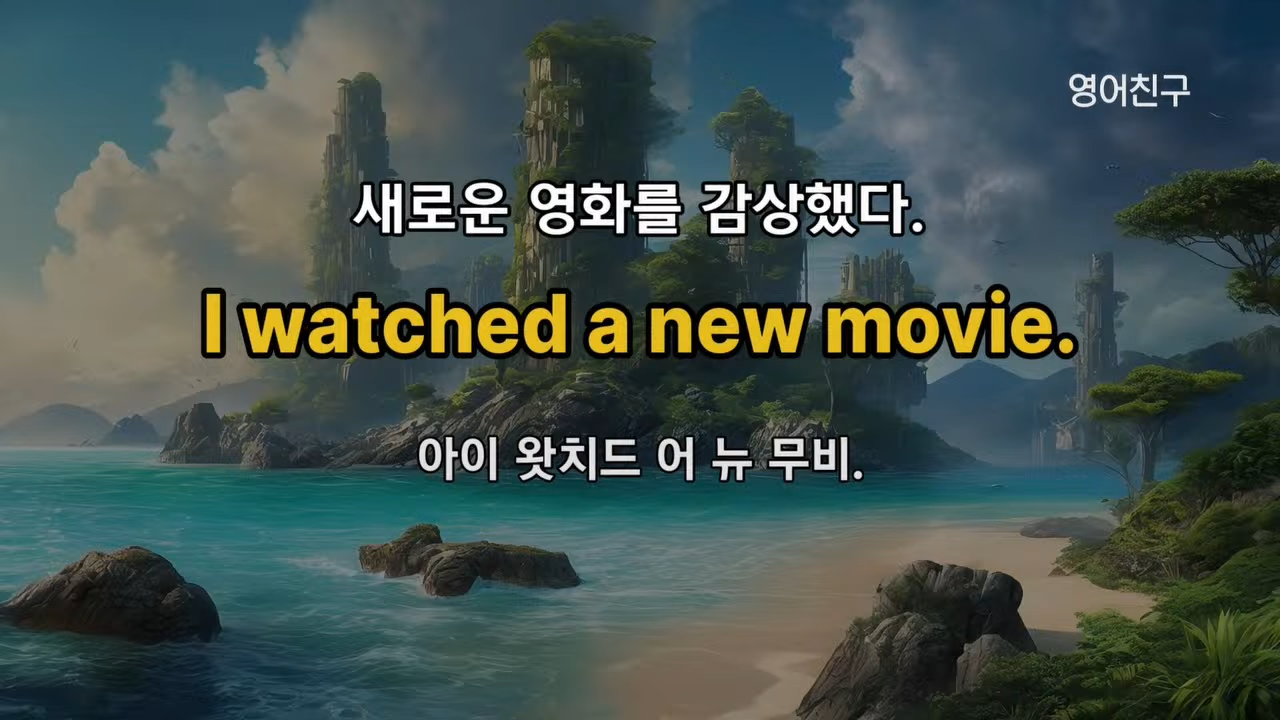 영어친구
새로운 영화를 감상했다.
I watched a new movie.
아이 왓치드 어 뉴 무비.